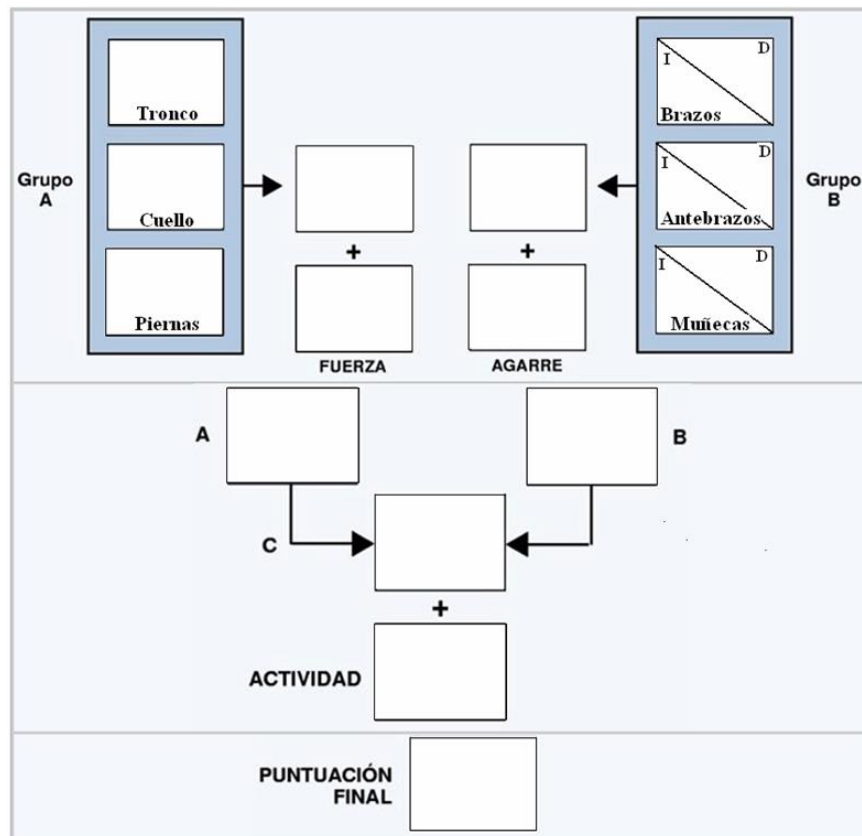 Tronco
Cuello
Piernas
Grupo
A
+
FUERZA
+
AGARRE
I D
Brazos
I D
Antebrazos
I D
Muñecas
Grupo
B
A
B
C
+
ACTIVIDAD
PUNTUACIÓN
FINAL